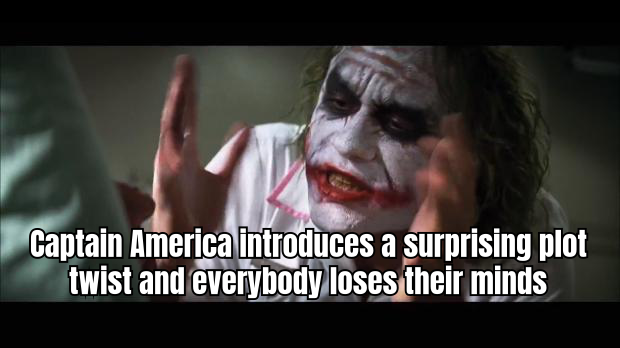 Captain America introduces a surprising plot
twist and everybody loses their minds